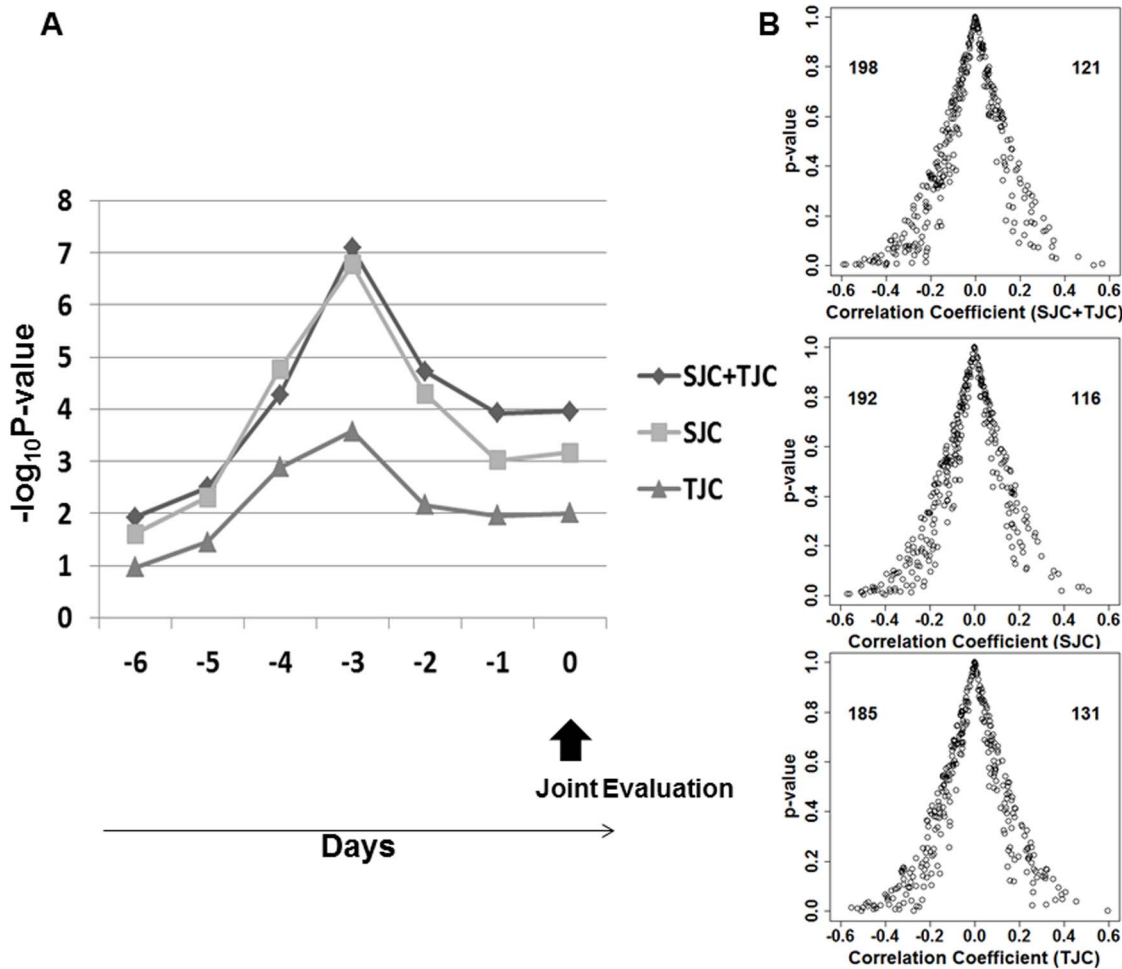 A
-log10P-value
8
7
6
5
4
3
2
1
0
-6 -5 -4 -3 -2 -1 0
SJC+TJC
SJC
TJC
Joint Evaluation
Days
B
p-value
1.0
0.8
0.6
0.4
0.2
0.0
198 121
-0.6 -0.4 -0.2 0.0 0.2 0.4 0.6
Correlation Coefficient (SJC+TJC)
p-value
1.0
0.8
0.6
0.4
0.2
0.0
192 116
-0.6 -0.4 -0.2 0.0 0.2 0.4 0.6
Correlation Coefficient (SJC)
p-value
1.0
0.8
0.6
0.4
0.2
0.0
185 131
-0.6 -0.4 -0.2 0.0 0.2 0.4 0.6
Correlation Coefficient (TJC)